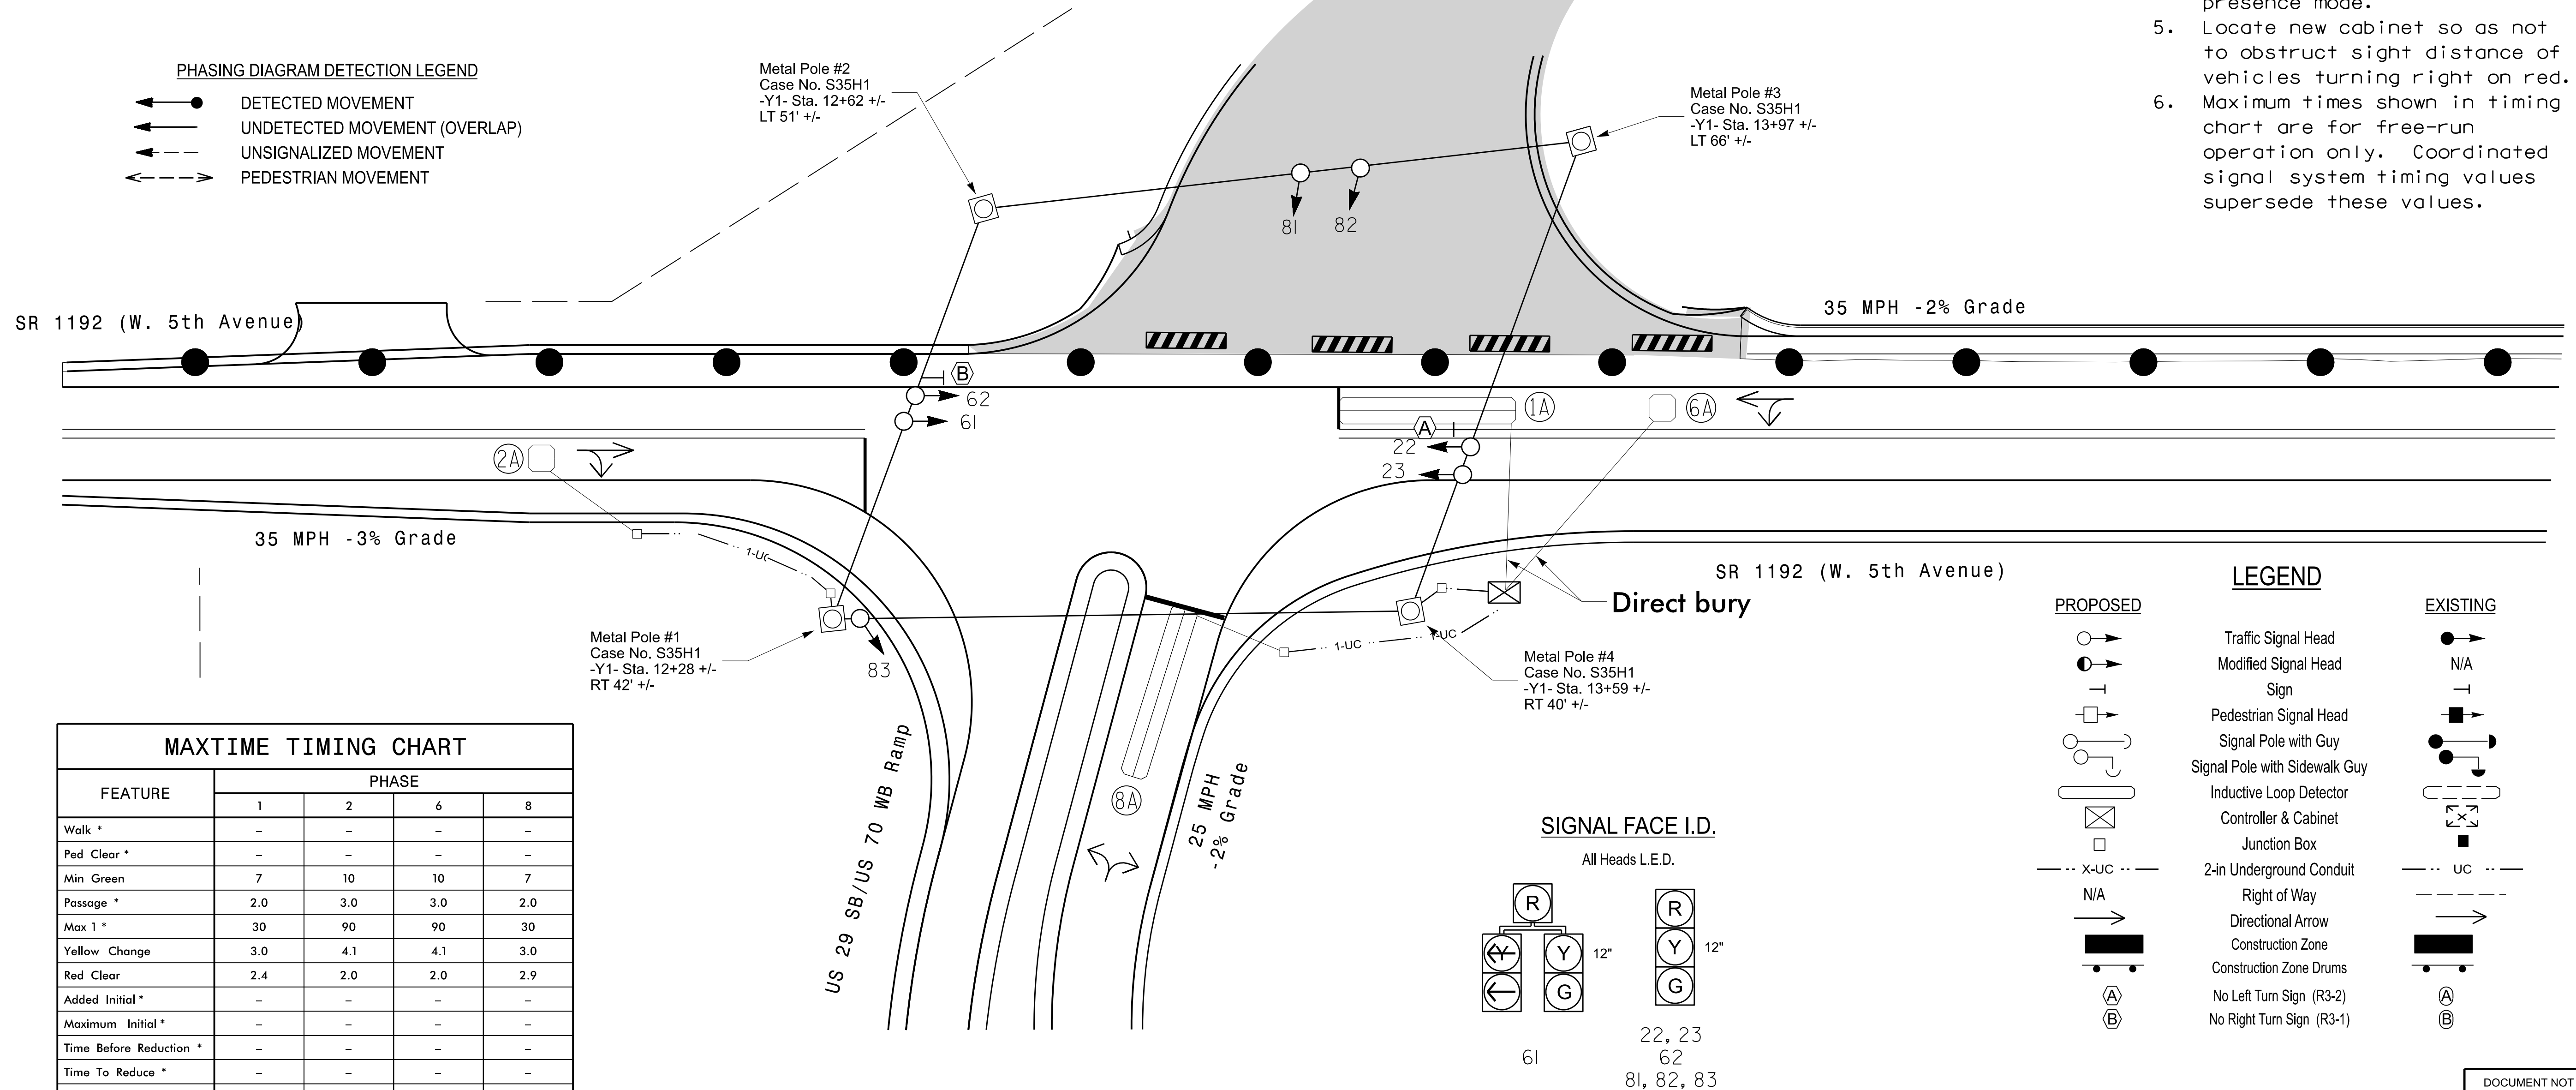 presence mode.
5. Locate new cabinet so as not
to obstruct sight distance of
vehicles turning right on red.
6. Maximum times shown in timing
chart are for free-run
operation only. Coordinated
signal system timing values
supersede these values.
PHASING DIAGRAM DETECTION LEGEND
DETECTED MOVEMENT
UNDETECTED MOVEMENT (OVERLAP)
UNSIGNALIZED MOVEMENT
PEDESTRIAN MOVEMENT
Metal Pole #2
Case No. S35H1
-Y1- Sta. 12+62 +/-
LT 51' +/-
Metal Pole #3
Case No. S35H1
-Y1- Sta. 13+97 +/-
LT 66' +/-
81
82
SR 1192 (W. 5th Avenue)
35 MPH -2% Grade
B
62
61
1A
6A
A
22
23
2A
35 MPH -3% Grade
1-UC
SR 1192 (W. 5th Avenue)
Direct bury
1-UC
1-UC
Metal Pole #1
Case No. S35H1
-Y1- Sta. 12+28 +/-
RT 42' +/-
83
Metal Pole #4
Case No. S35H1
-Y1- Sta. 13+59 +/-
RT 40' +/-
US 29 SB/US 70 WB Ramp
8A
25 MPH
-2% Grade
MAXTIME TIMING CHART
FEATURE
PHASE
1 2 6 8
Walk * – – – –
Ped Clear * – – – –
Min Green 7 10 10 7
Passage * 2.0 3.0 3.0 2.0
Max 1 * 30 90 90 30
Yellow Change 3.0 4.1 4.1 3.0
Red Clear 2.4 2.0 2.0 2.9
Added Initial * – – – –
Maximum Initial * – – – –
Time Before Reduction * – – – –
Time To Reduce * – – – –
SIGNAL FACE I.D.
All Heads L.E.D.
R
Y Y 12"
G
61
R
Y 12"
G
22, 23
62
81, 82, 83
LEGEND
PROPOSED EXISTING
Traffic Signal Head
Modified Signal Head N/A
Sign
Pedestrian Signal Head
Signal Pole with Guy
Signal Pole with Sidewalk Guy
Inductive Loop Detector
Controller & Cabinet
Junction Box
X-UC 2-in Underground Conduit UC
N/A Right of Way
Directional Arrow
Construction Zone
Construction Zone Drums
A No Left Turn Sign (R3-2) A
B No Right Turn Sign (R3-1) B
DOCUMENT NOT